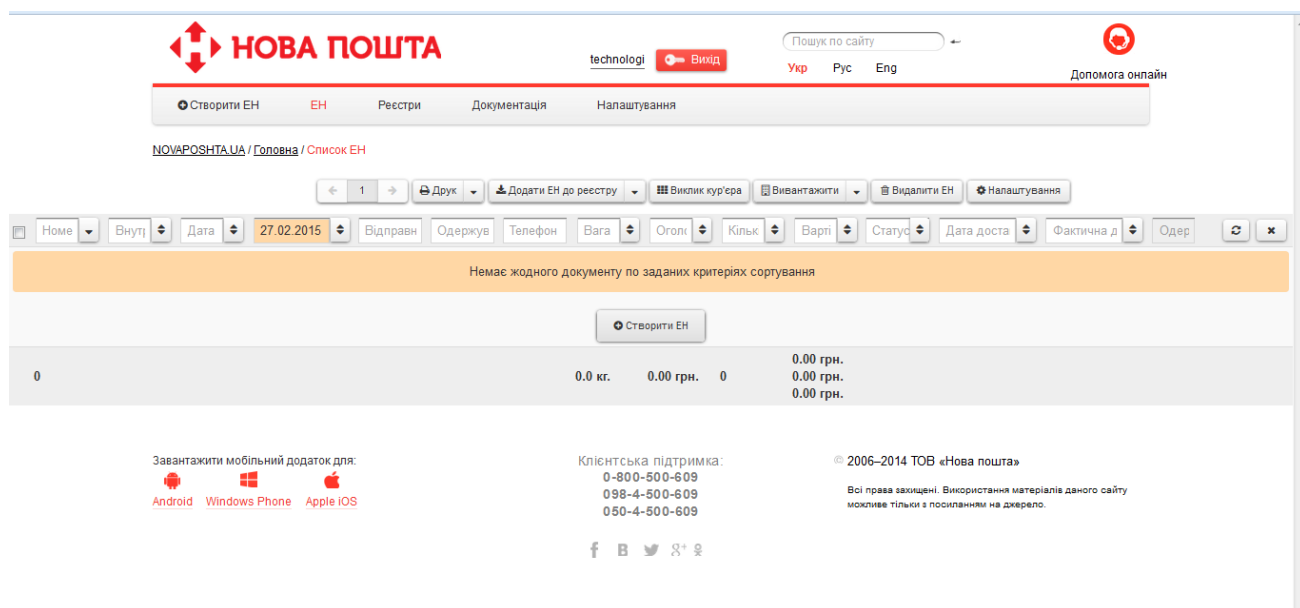 НОВА ПОШТА
technologi Вихід
Пошук по сайту
Укр Рус Eng
Допомога онлайн
Створити ЕН ЕН Реєстри Документація Налаштування
NOVAPOSHTA.UA / Головна / Список ЕН
1 Друк Додати ЕН до реєстру Виклик кур'єра Вивантажити Видалити ЕН Налаштування
Номе Внутр Дата 27.02.2015 Відправн Одержув Телефон Вага Оголо Кільк Варті Статус Дата доста Фактична д Одер
Немає жодного документу по заданих критеріях сортування
Створити ЕН
0 0.0 кг. 0.00 грн. 0 0.00 грн.
0.00 грн.
0.00 грн.
Завантажити мобільний додаток для:
Android Windows Phone Apple iOS
Клієнтська підтримка:
0-800-500-609
098-4-500-609
050-4-500-609
© 2006–2014 ТОВ «Нова пошта»
Всі права захищені. Використання матеріалів даного сайту
можливе тільки з посиланням на джерело.